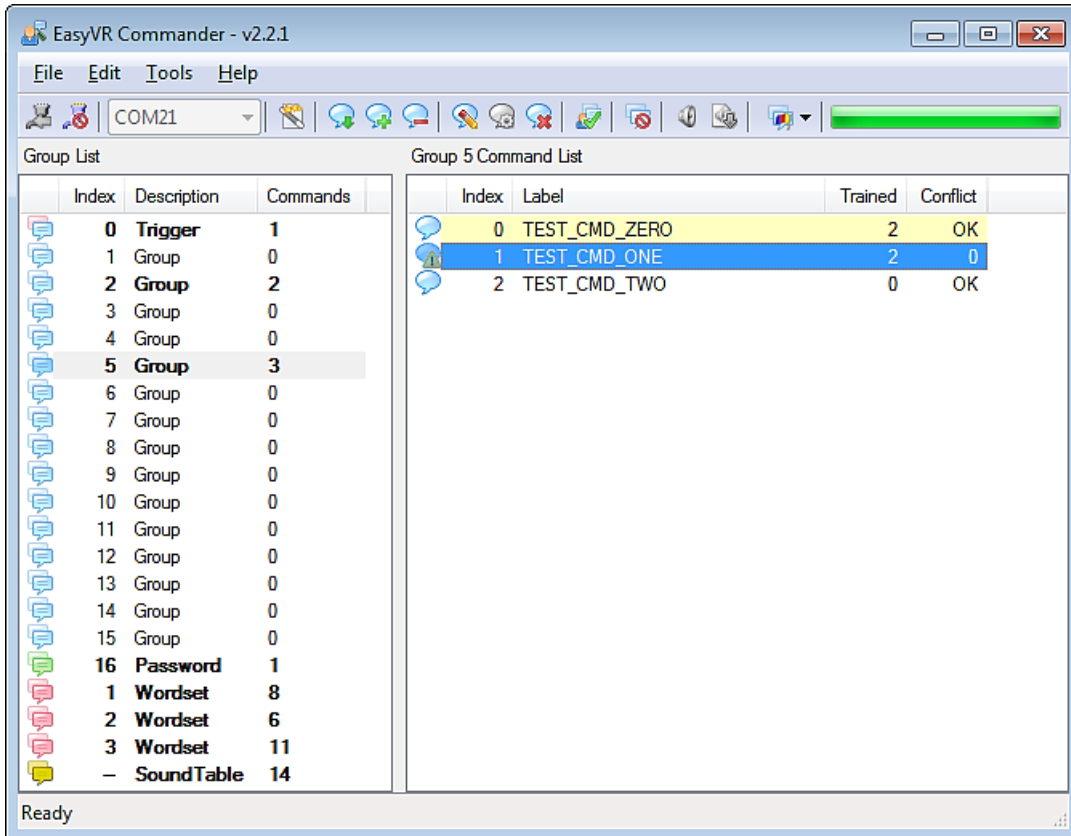 EasyVR Commander - v2.2.1
File Edit Tools Help
COM21
Group List
Index Description Commands
0 Trigger 1
1 Group 0
2 Group 2
3 Group 0
4 Group 0
5 Group 3
6 Group 0
7 Group 0
8 Group 0
9 Group 0
10 Group 0
11 Group 0
12 Group 0
13 Group 0
14 Group 0
15 Group 0
16 Password 1
1 Wordset 8
2 Wordset 6
3 Wordset 11
– SoundTable 14
Group 5 Command List
Index Label Trained Conflict
0 TEST_CMD_ZERO 2 OK
1 TEST_CMD_ONE 2 0
2 TEST_CMD_TWO 0 OK
Ready